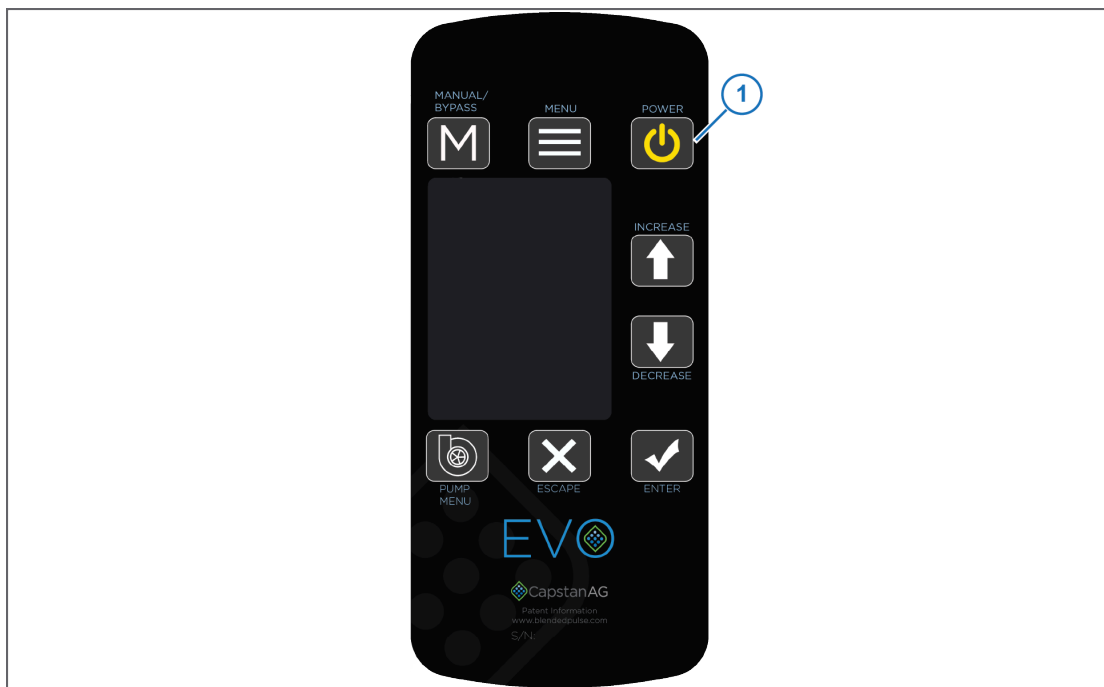 MANUAL/
BYPASS
MENU
POWER
1
M
INCREASE
DECREASE
PUMP
MENU
ESCAPE
ENTER
EVO
CapstanAG
Patent Information
www.blendedpulse.com
S/N: